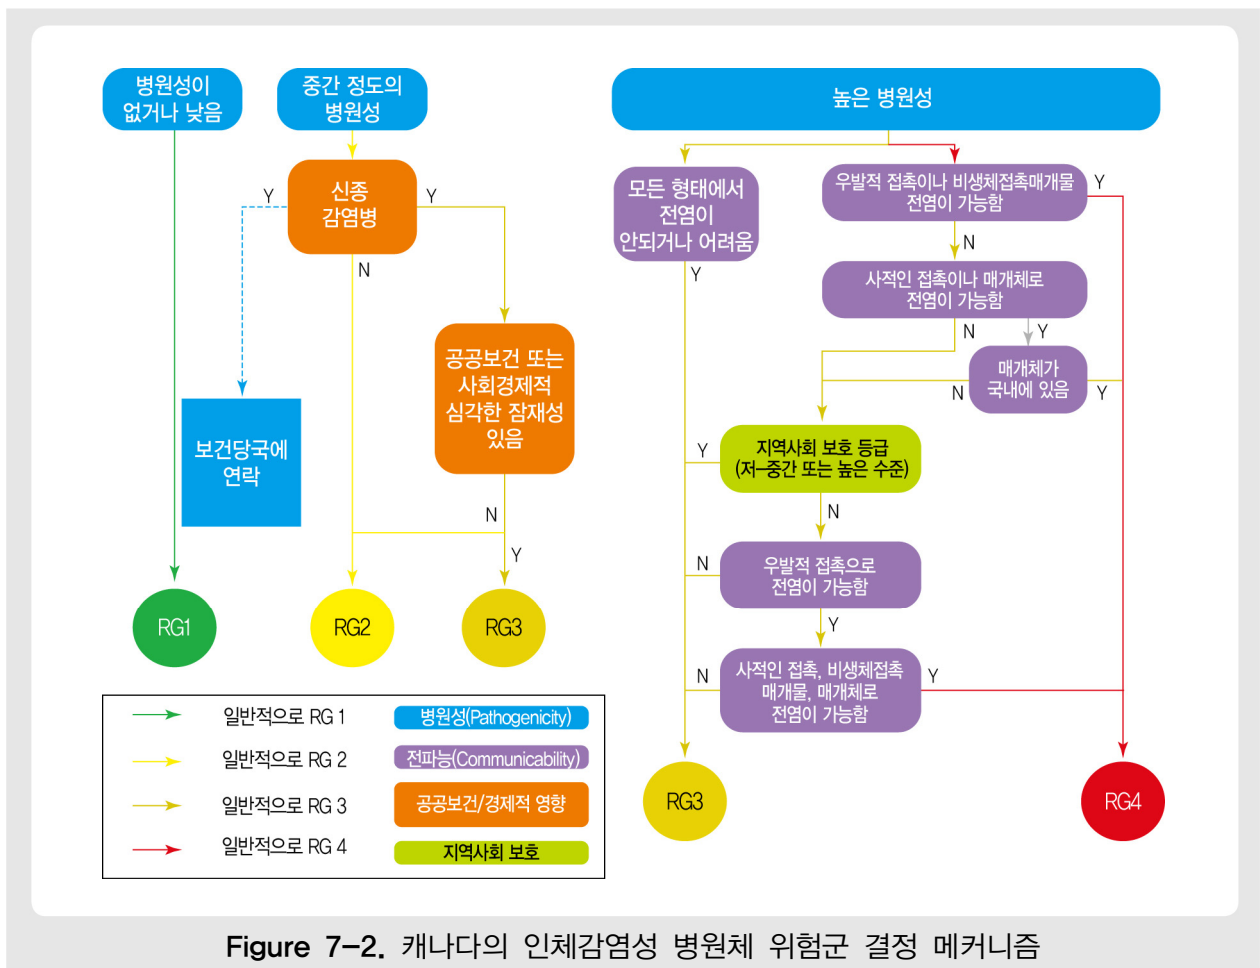 병원성이
없거나 낮음
중간 정도의
병원성
높은 병원성
신종
감염병
Y
Y
N
공공보건 또는
사회경제적
심각한 잠재성
있음
보건당국에
연락
N
Y
RG1
RG2
RG3
모든 형태에서
전염이
안되거나 어려움
Y
우발적 접촉이나 비생체접촉매개물
전염이 가능함
Y
N
사적인 접촉이나 매개체로
전염이 가능함
N
Y
매개체가
국내에 있음
N
Y
지역사회 보호 등급
(저-중간 또는 높은 수준)
Y
N
우발적 접촉으로
전염이 가능함
N
Y
사적인 접촉, 비생체접촉
매개물, 매개체로
전염이 가능함
N
Y
RG3
RG4
일반적으로 RG 1
병원성(Pathogenicity)
일반적으로 RG 2
전파능(Communicability)
일반적으로 RG 3
공공보건/경제적 영향
일반적으로 RG 4
지역사회 보호
Figure 7-2. 캐나다의 인체감염성 병원체 위험군 결정 메커니즘